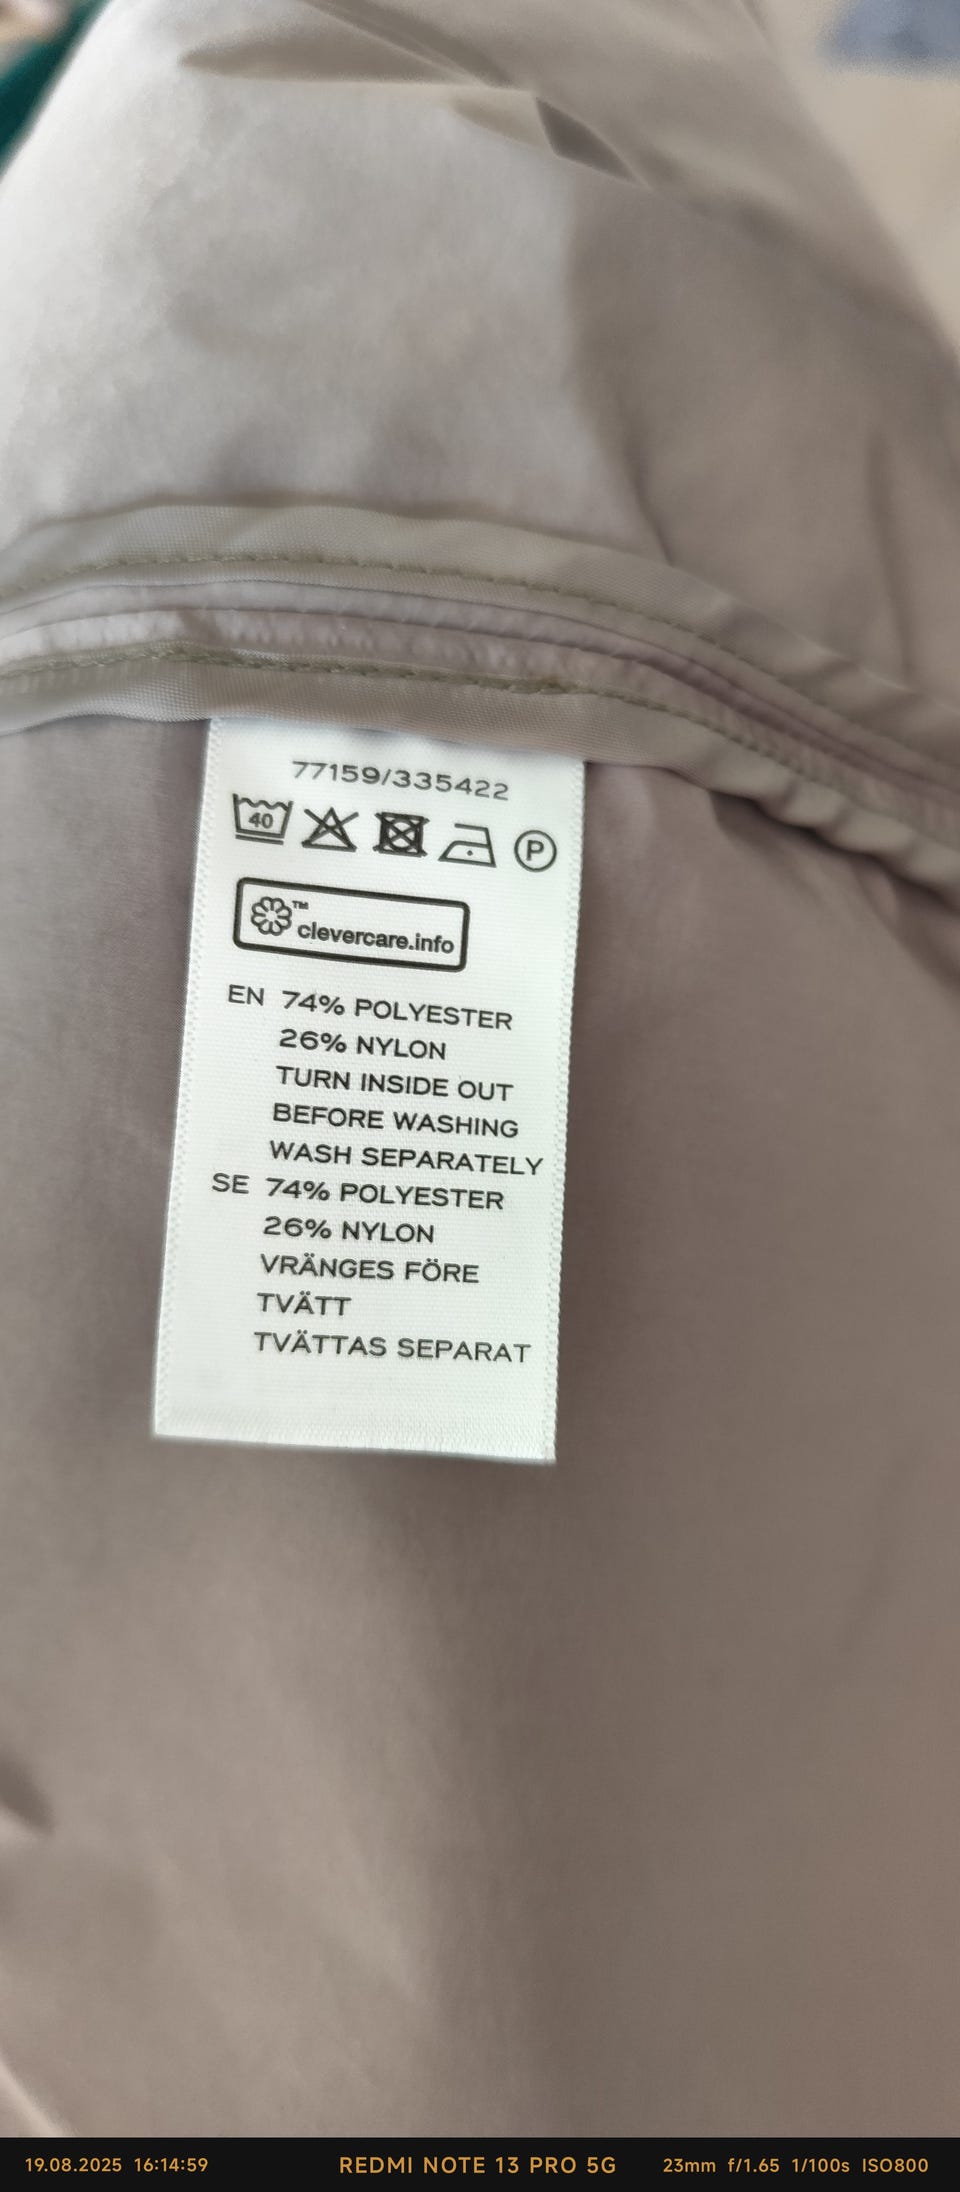 77159/335422
40 P
™
clevercare.info
EN 74% POLYESTER
26% NYLON
TURN INSIDE OUT
BEFORE WASHING
WASH SEPARATELY
SE 74% POLYESTER
26% NYLON
VRÄNGES FÖRE
TVÄTT
TVÄTTAS SEPARAT
19.08.2025 16:14:59 REDMI NOTE 13 PRO 5G 23mm f/1.65 1/100s ISO800